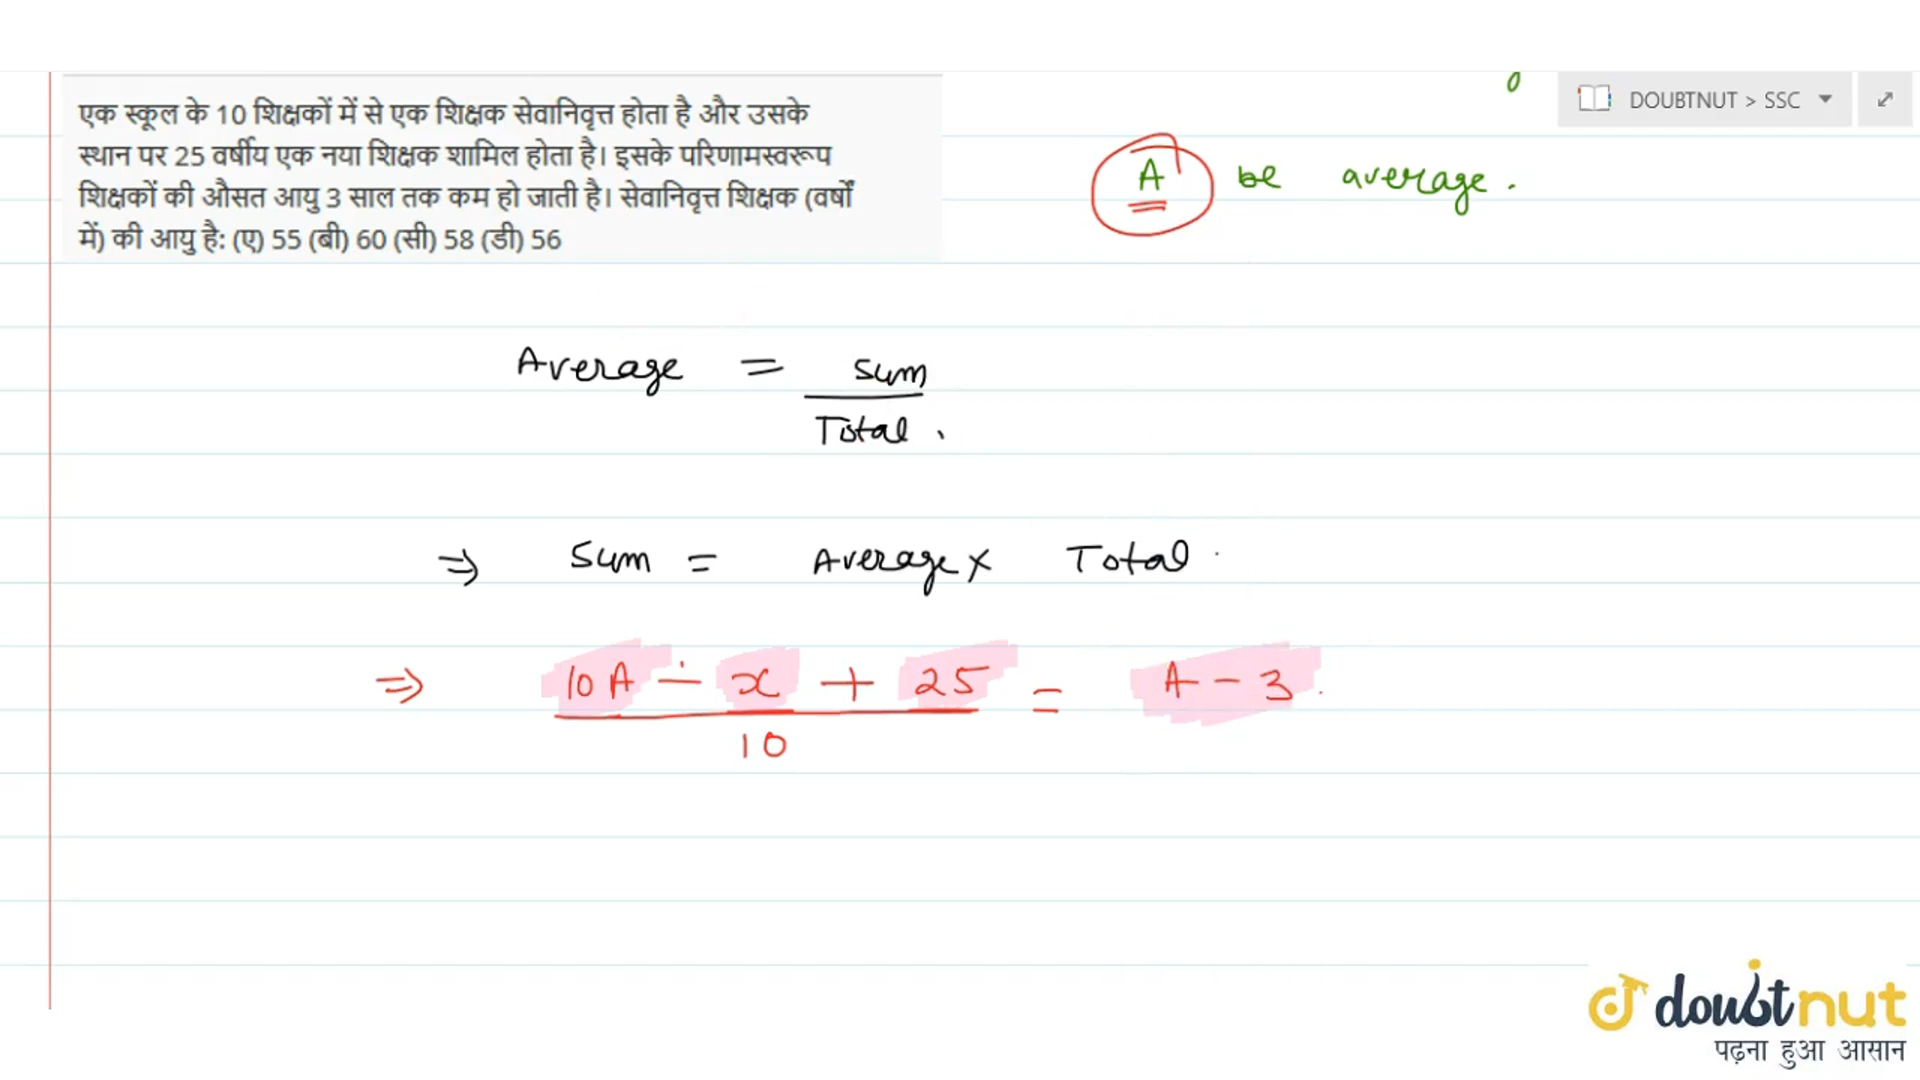 एक स्कूल के 10 शिक्षकों में से एक शिक्षक सेवानिवृत्त होता है और उसके
स्थान पर 25 वर्षीय एक नया शिक्षक शामिल होता है। इसके परिणामस्वरूप
शिक्षकों की औसत आयु 3 साल तक कम हो जाती है। सेवानिवृत्त शिक्षक (वर्षों
में) की आयु है: (ए) 55 (बी) 60 (सी) 58 (डी) 56
DOUBTNUT > SSC
A be average.
Average = Sum
Total.
⇒ Sum = Average × Total.
⇒ 10A - x + 25 = A - 3.
10
doubtnut
पढ़ना हुआ आसान